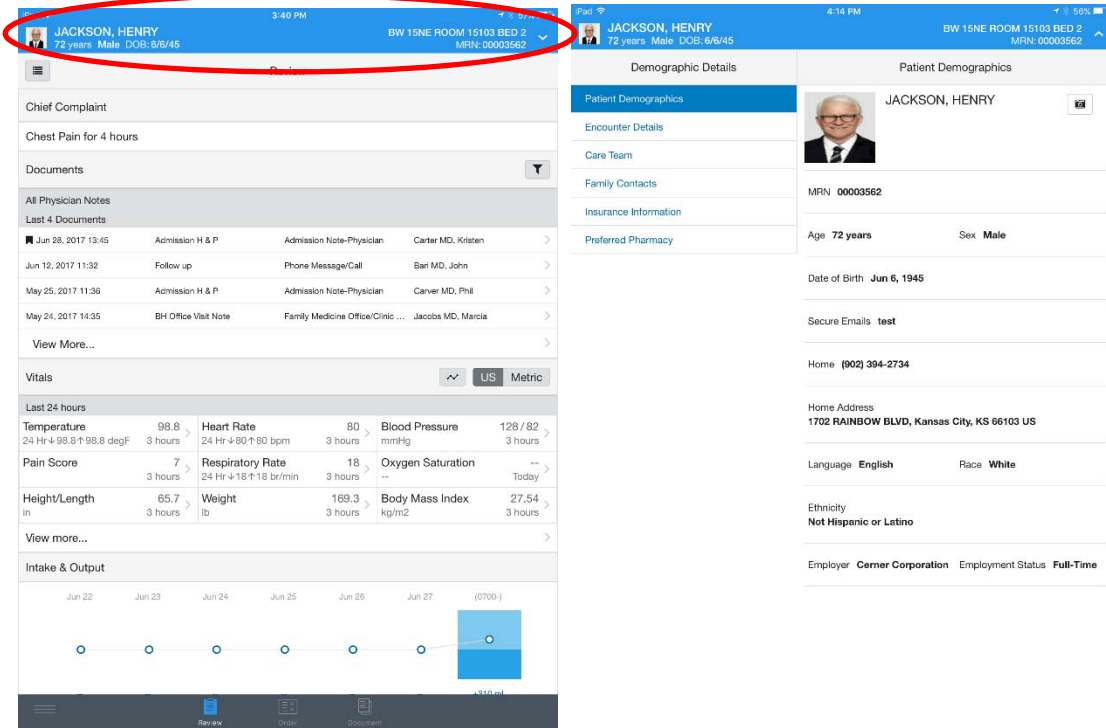 iPad
3:40 PM
57%
JACKSON, HENRY
BW 15NE ROOM 15103 BED 2
72 years Male DOB: 6/6/45
MRN: 00003562
Review
Chief Complaint
Chest Pain for 4 hours
Documents
All Physician Notes
Last 4 Documents
Jun 28, 2017 13:45 Admission H & P Admission Note-Physician Carter MD, Kristen
Jun 12, 2017 11:32 Follow up Phone Message/Call Bari MD, John
May 25, 2017 11:36 Admission H & P Admission Note-Physician Carver MD, Phil
May 24, 2017 14:35 BH Office Visit Note Family Medicine Office/Clinic ... Jacobs MD, Marcia
View More...
Vitals US Metric
Last 24 hours
Temperature 98.8 Heart Rate 80 Blood Pressure 128/82
24 Hr↓98.8↑98.8 degF 3 hours 24 Hr↓80↑80 bpm 3 hours mmHg 3 hours
Pain Score 7 Respiratory Rate 18 Oxygen Saturation --
3 hours 24 Hr↓18↑18 br/min 3 hours -- Today
Height/Length 65.7 Weight 169.3 Body Mass Index 27.54
in 3 hours lb 3 hours kg/m2 3 hours
View more...
Intake & Output
Jun 22 Jun 23 Jun 24 Jun 25 Jun 26 Jun 27 (0700-)
+310 ml
Review Order Document
iPad
4:14 PM
56%
JACKSON, HENRY
BW 15NE ROOM 15103 BED 2
72 years Male DOB: 6/6/45
MRN: 00003562
Demographic Details
Patient Demographics
Encounter Details
Care Team
Family Contacts
Insurance Information
Preferred Pharmacy
Patient Demographics
JACKSON, HENRY
MRN 00003562
Age 72 years Sex Male
Date of Birth Jun 6, 1945
Secure Emails test
Home (902) 394-2734
Home Address
1702 RAINBOW BLVD, Kansas City, KS 66103 US
Language English Race White
Ethnicity
Not Hispanic or Latino
Employer Cerner Corporation Employment Status Full-Time